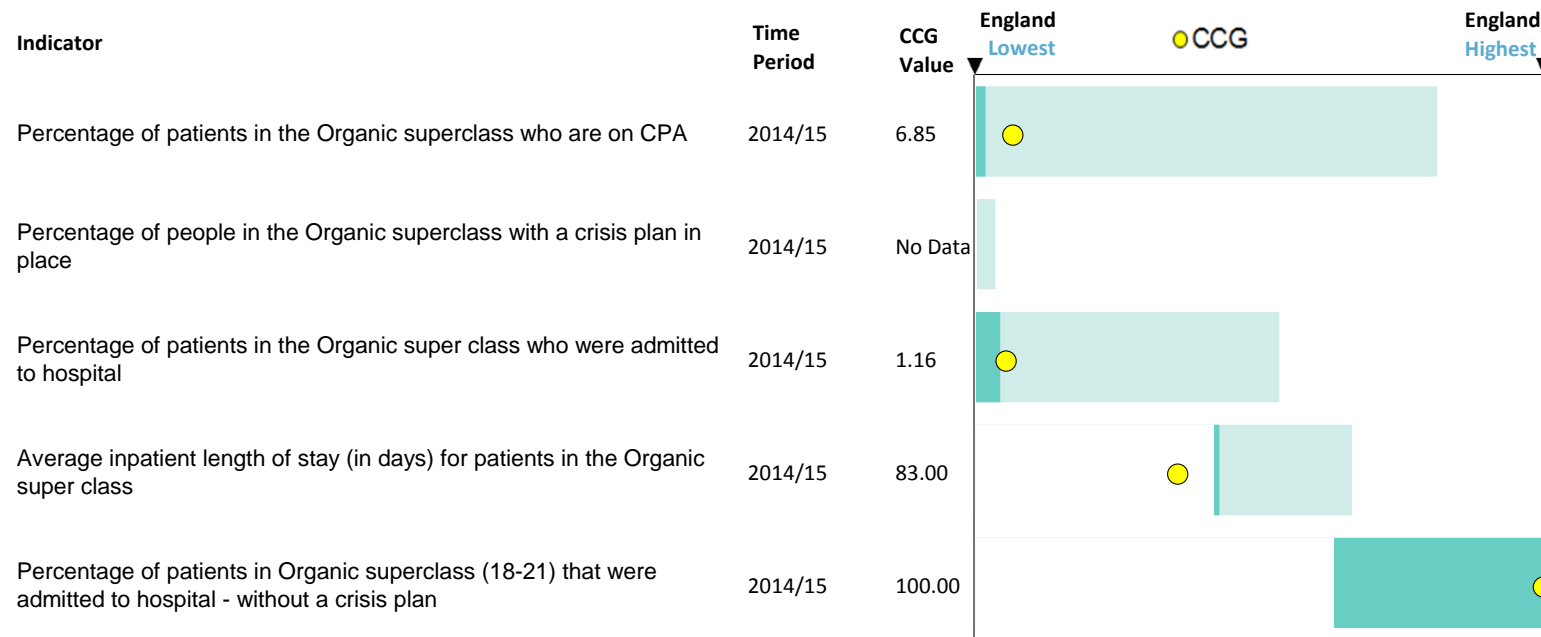 Indicator
Time
Period
CCG
Value
England
Lowest
CCG
England
Highest
Percentage of patients in the Organic superclass who are on CPA
2014/15
6.85
Percentage of people in the Organic superclass with a crisis plan in
place
2014/15
No Data
Percentage of patients in the Organic super class who were admitted
to hospital
2014/15
1.16
Average inpatient length of stay (in days) for patients in the Organic
super class
2014/15
83.00
Percentage of patients in Organic superclass (18-21) that were
admitted to hospital - without a crisis plan
2014/15
100.00